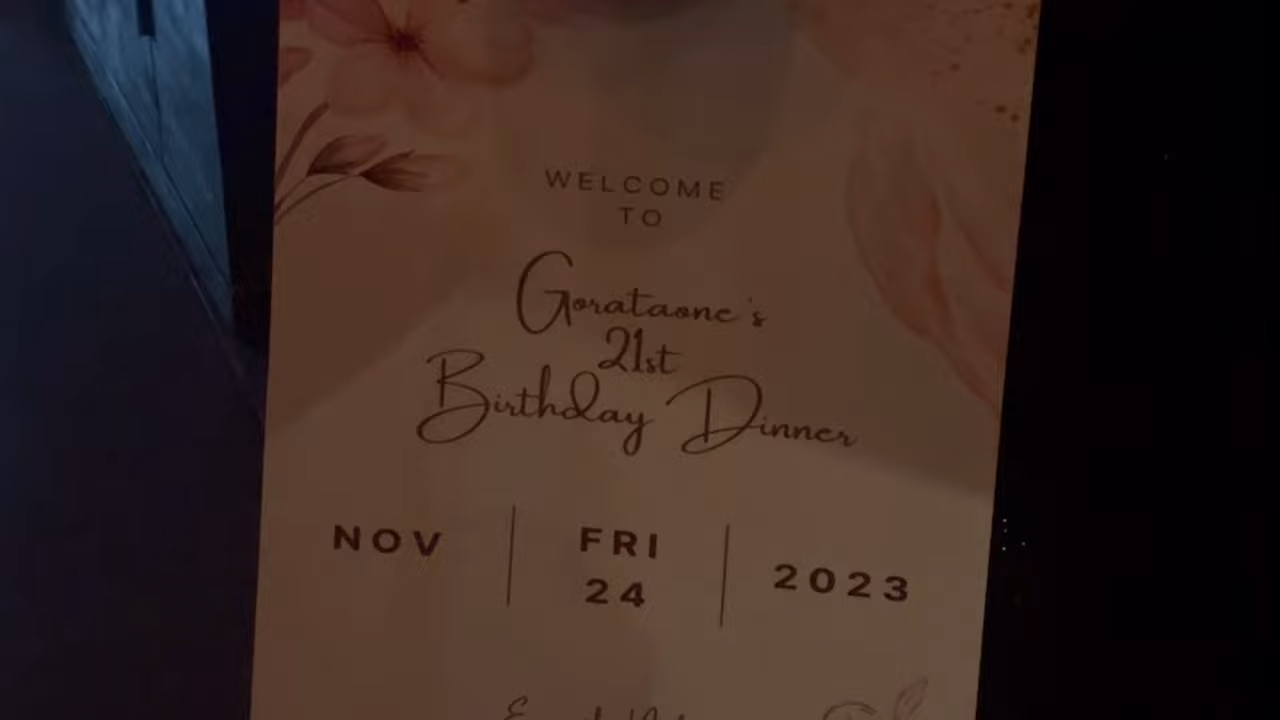 WELCOME
TO
Gorataone's
21st
Birthday Dinner
NOV
FRI
24
2023